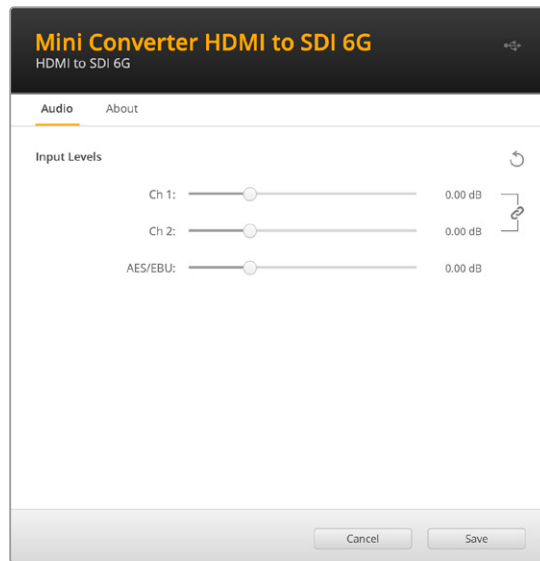 Mini Converter HDMI to SDI 6G
HDMI to SDI 6G
Audio About
Input Levels
Ch 1: 0.00 dB
Ch 2: 0.00 dB
AES/EBU: 0.00 dB
Cancel Save